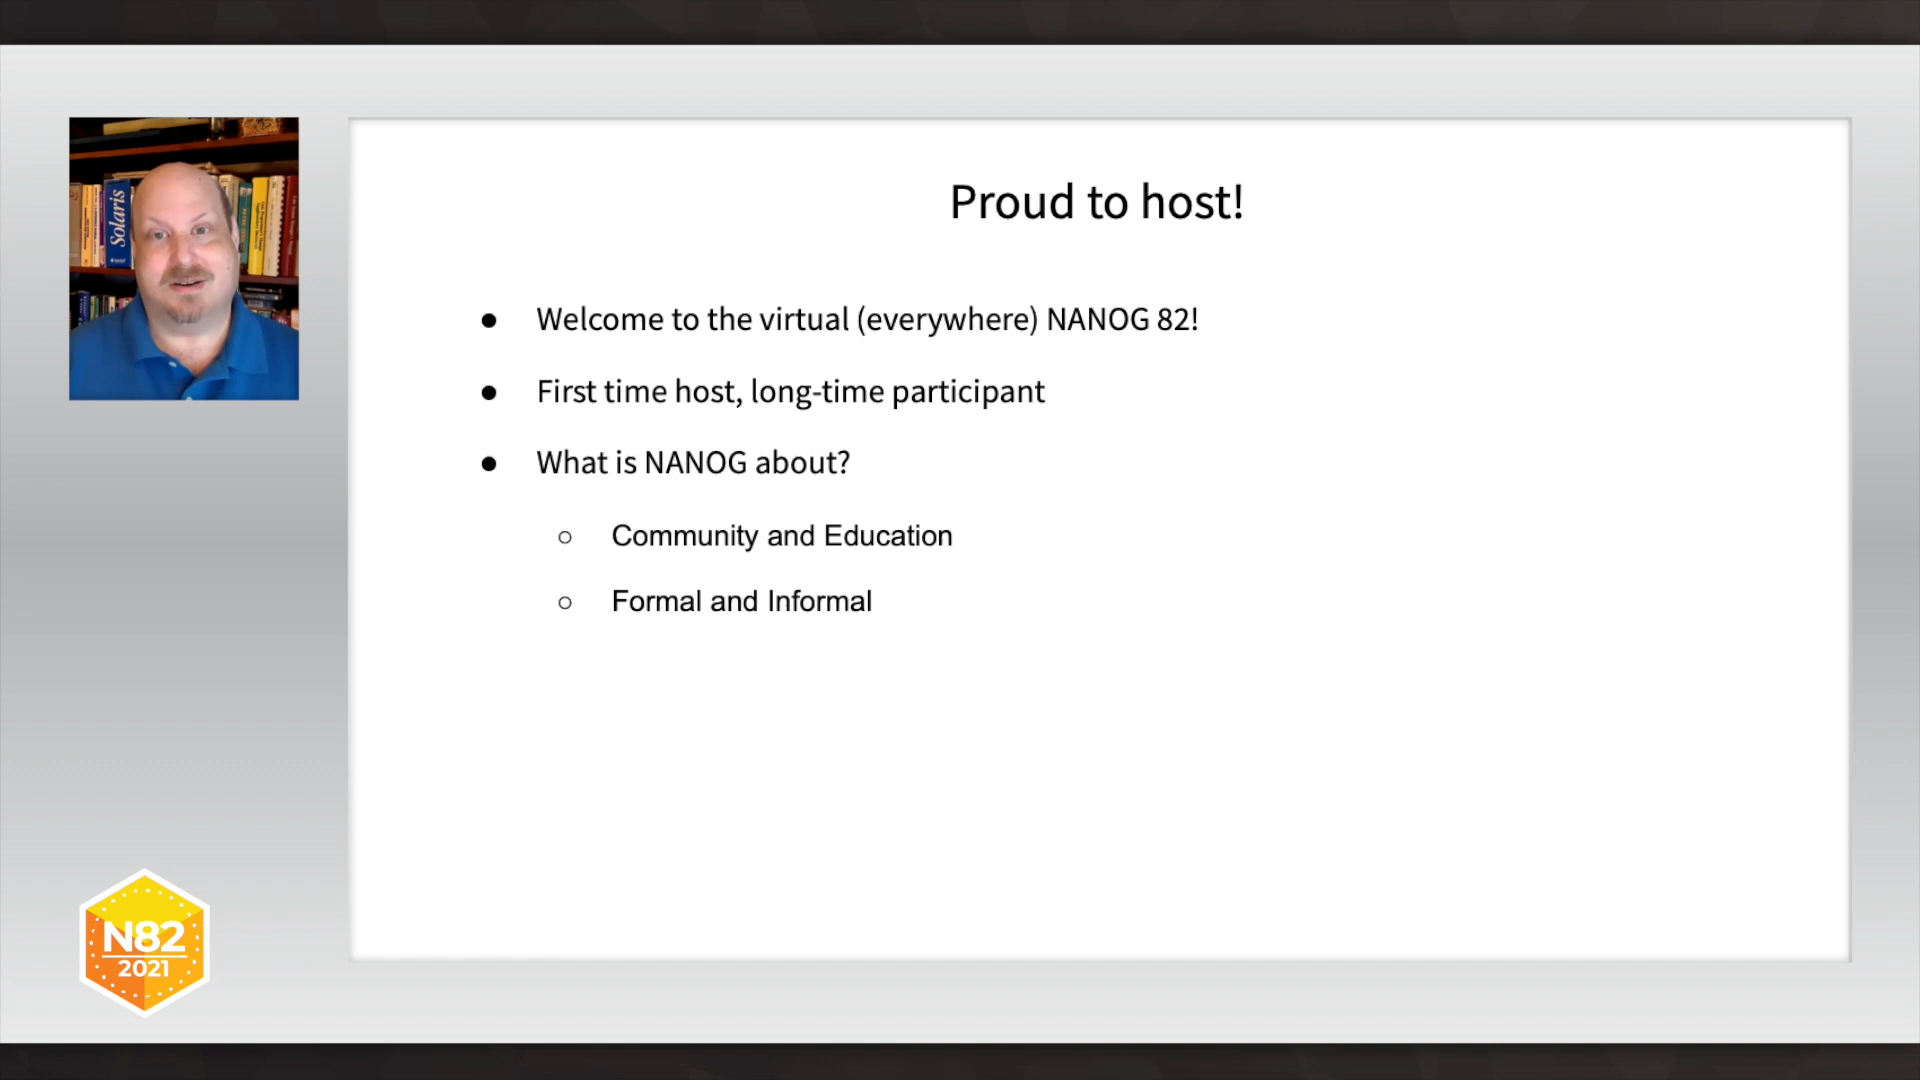 Solaris
Proud to host!
● Welcome to the virtual (everywhere) NANOG 82!
● First time host, long-time participant
● What is NANOG about?
○ Community and Education
○ Formal and Informal
N82
2021